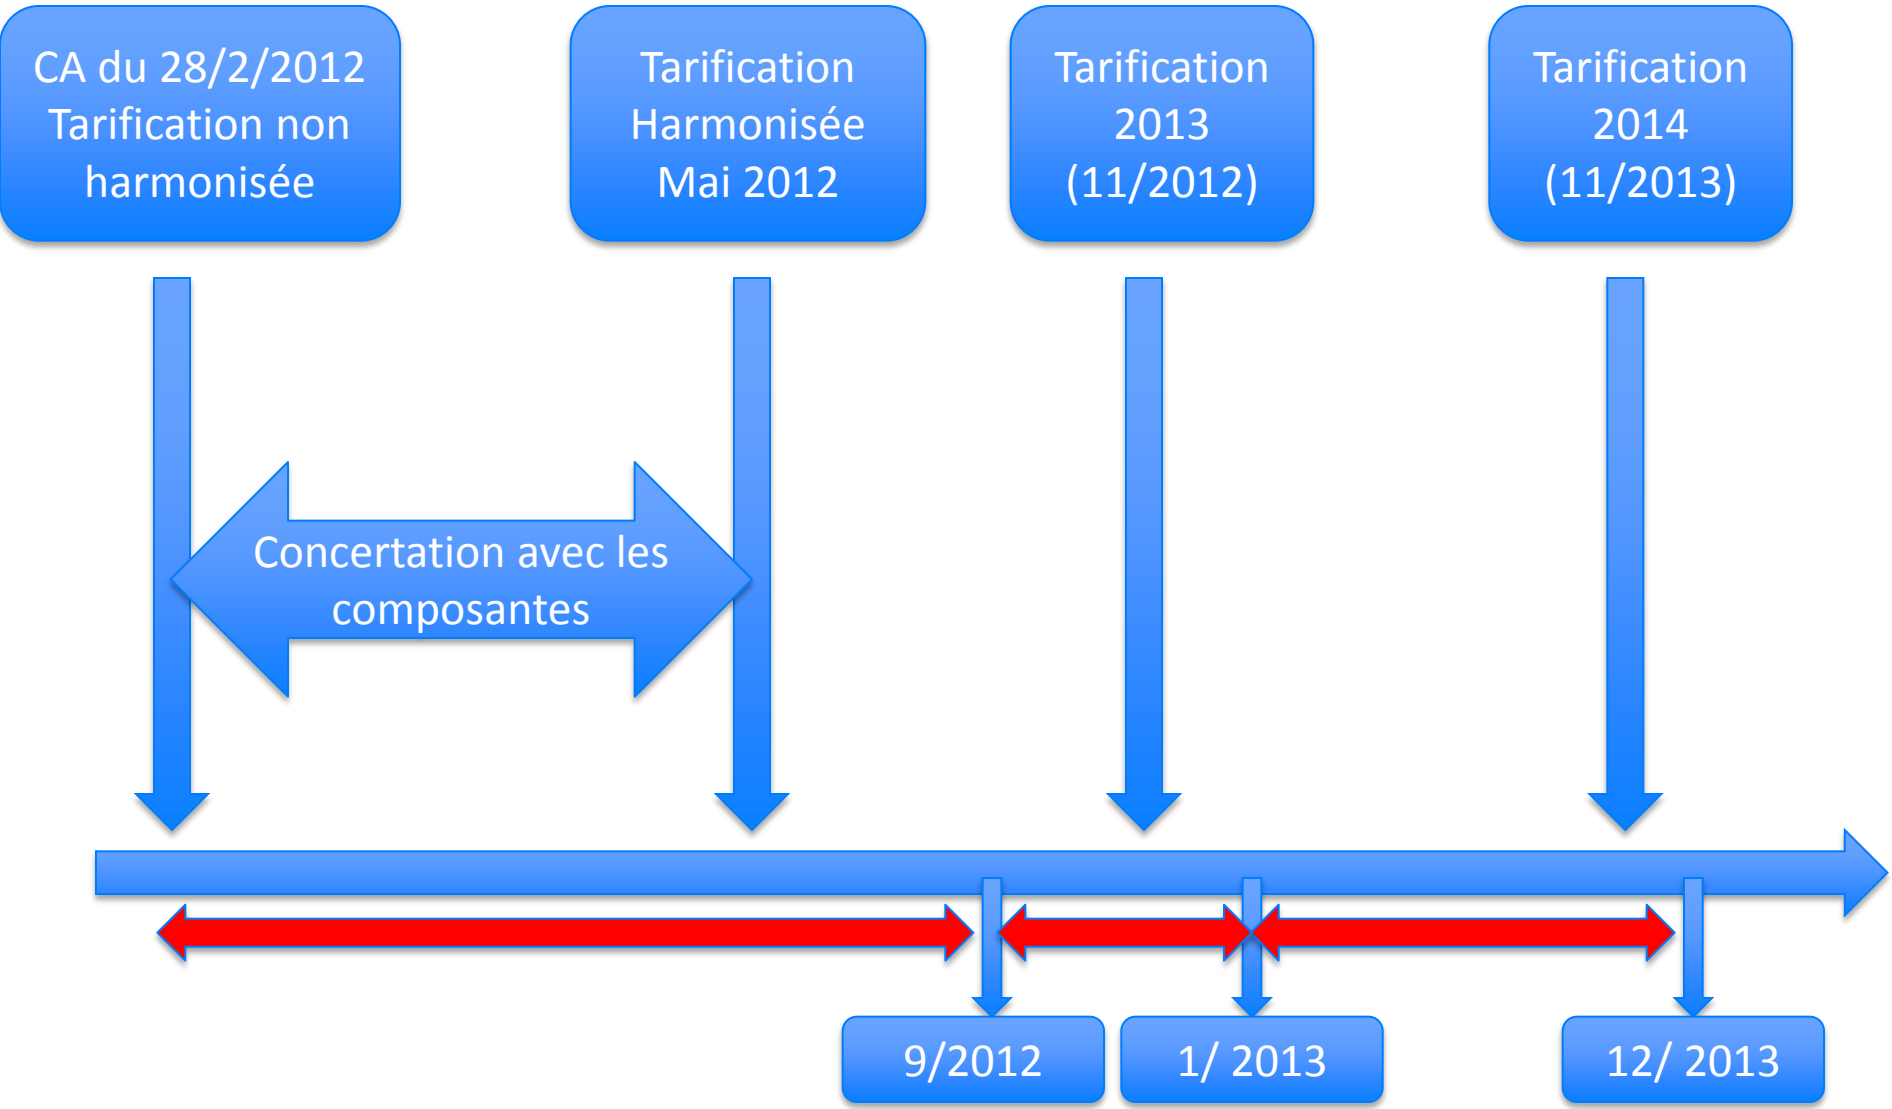 CA du 28/2/2012
Tarification non
harmonisée
Tarification
Harmonisée
Mai 2012
Tarification
2013
(11/2012)
Tarification
2014
(11/2013)
Concertation avec les
composantes
9/2012
1/ 2013
12/ 2013